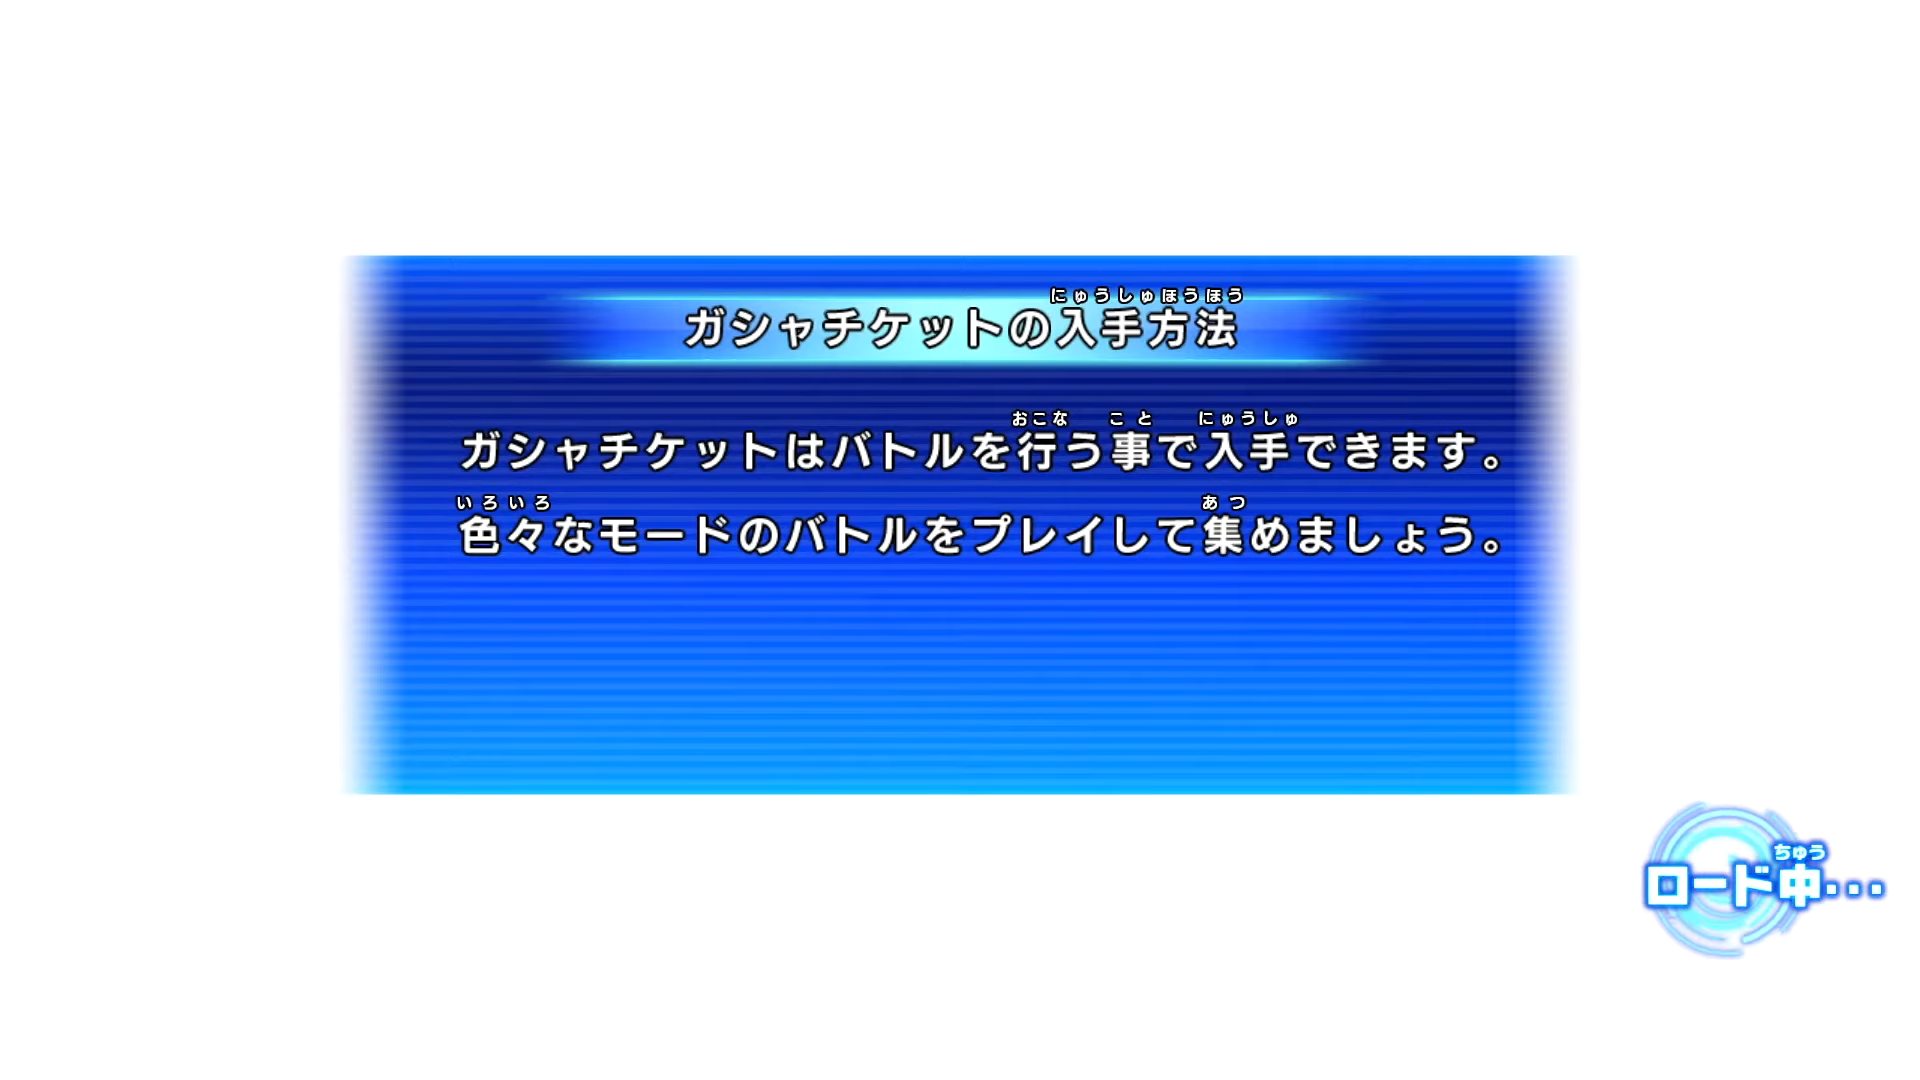 にゅうしゅほうほう
ガシャチケットの入手方法
おこな こと にゅうしゅ
ガシャチケットはバトルを行う事で入手できます。
いろいろ あつ
色々なモードのバトルをプレイして集めましょう。
ちゅう
ロード中...